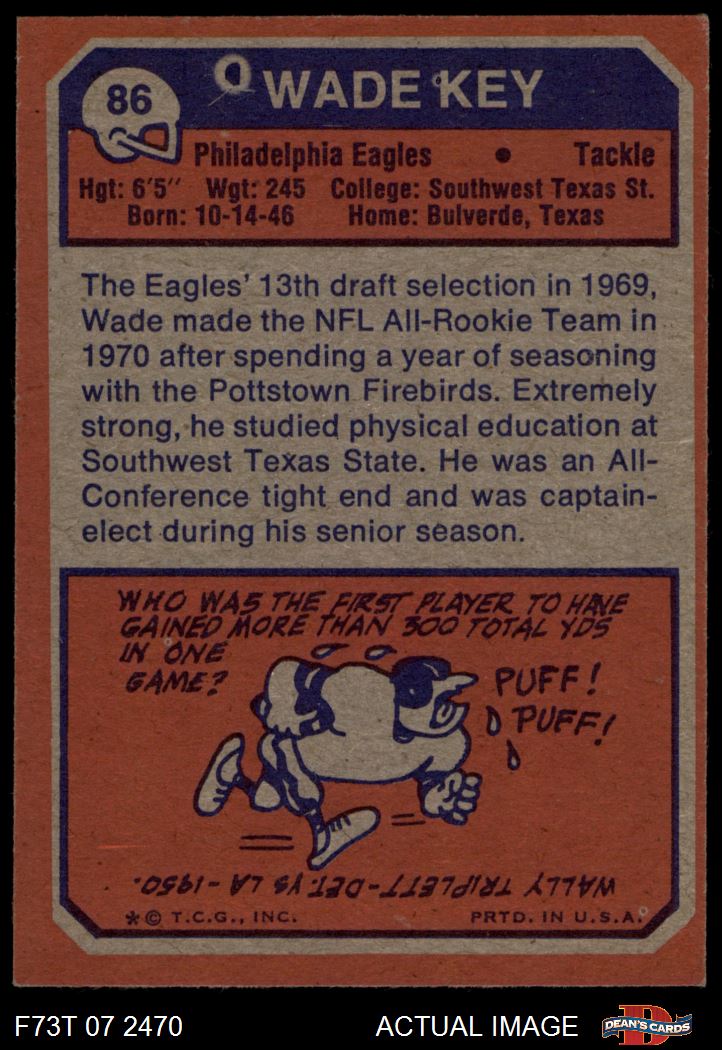 86
WADE KEY
Philadelphia Eagles • Tackle
Hgt: 6'5" Wgt: 245 College: Southwest Texas St.
Born: 10-14-46 Home: Bulverde, Texas
The Eagles' 13th draft selection in 1969,
Wade made the NFL All-Rookie Team in
1970 after spending a year of seasoning
with the Pottstown Firebirds. Extremely
strong, he studied physical education at
Southwest Texas State. He was an All-
Conference tight end and was captain-
elect during his senior season.
WHO WAS THE FIRST PLAYER TO HAVE
GAINED MORE THAN 300 TOTAL YDS
IN ONE
GAME?
PUFF!
PUFF!
WALLY TRIPLETT-DET. VS LA - 1950.
*© T.C.G., INC. PRTD. IN U.S.A.
F73T 07 2470 ACTUAL IMAGE
D
DEAN'S CARDS